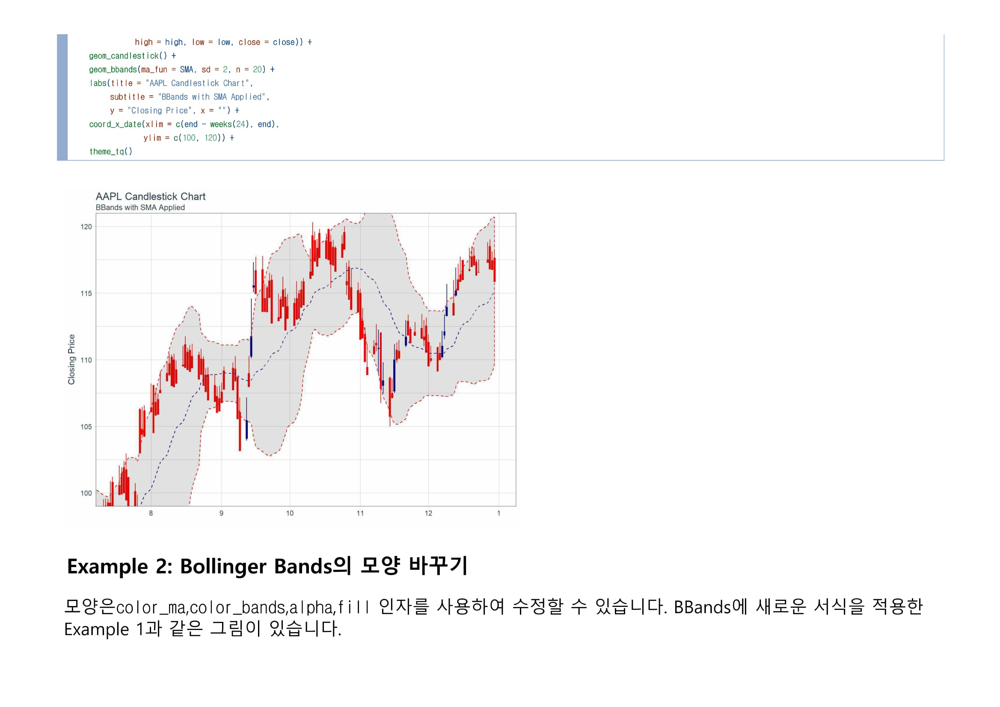 high = high, low = low, close = close)) +
geom_candlestick() +
geom_bbands(ma_fun = SMA, sd = 2, n = 20) +
labs(title = "AAPL Candlestick Chart",
subtitle = "BBands with SMA Applied",
y = "Closing Price", x = "") +
coord_x_date(xlim = c(end - weeks(24), end),
ylim = c(100, 120)) +
theme_tq()
AAPL Candlestick Chart
BBands with SMA Applied
Closing Price
120
115
110
105
100
8 9 10 11 12 1
Example 2: Bollinger Bands의 모양 바꾸기
모양은color_ma,color_bands,alpha,fill 인자를 사용하여 수정할 수 있습니다. BBands에 새로운 서식을 적용한
Example 1과 같은 그림이 있습니다.